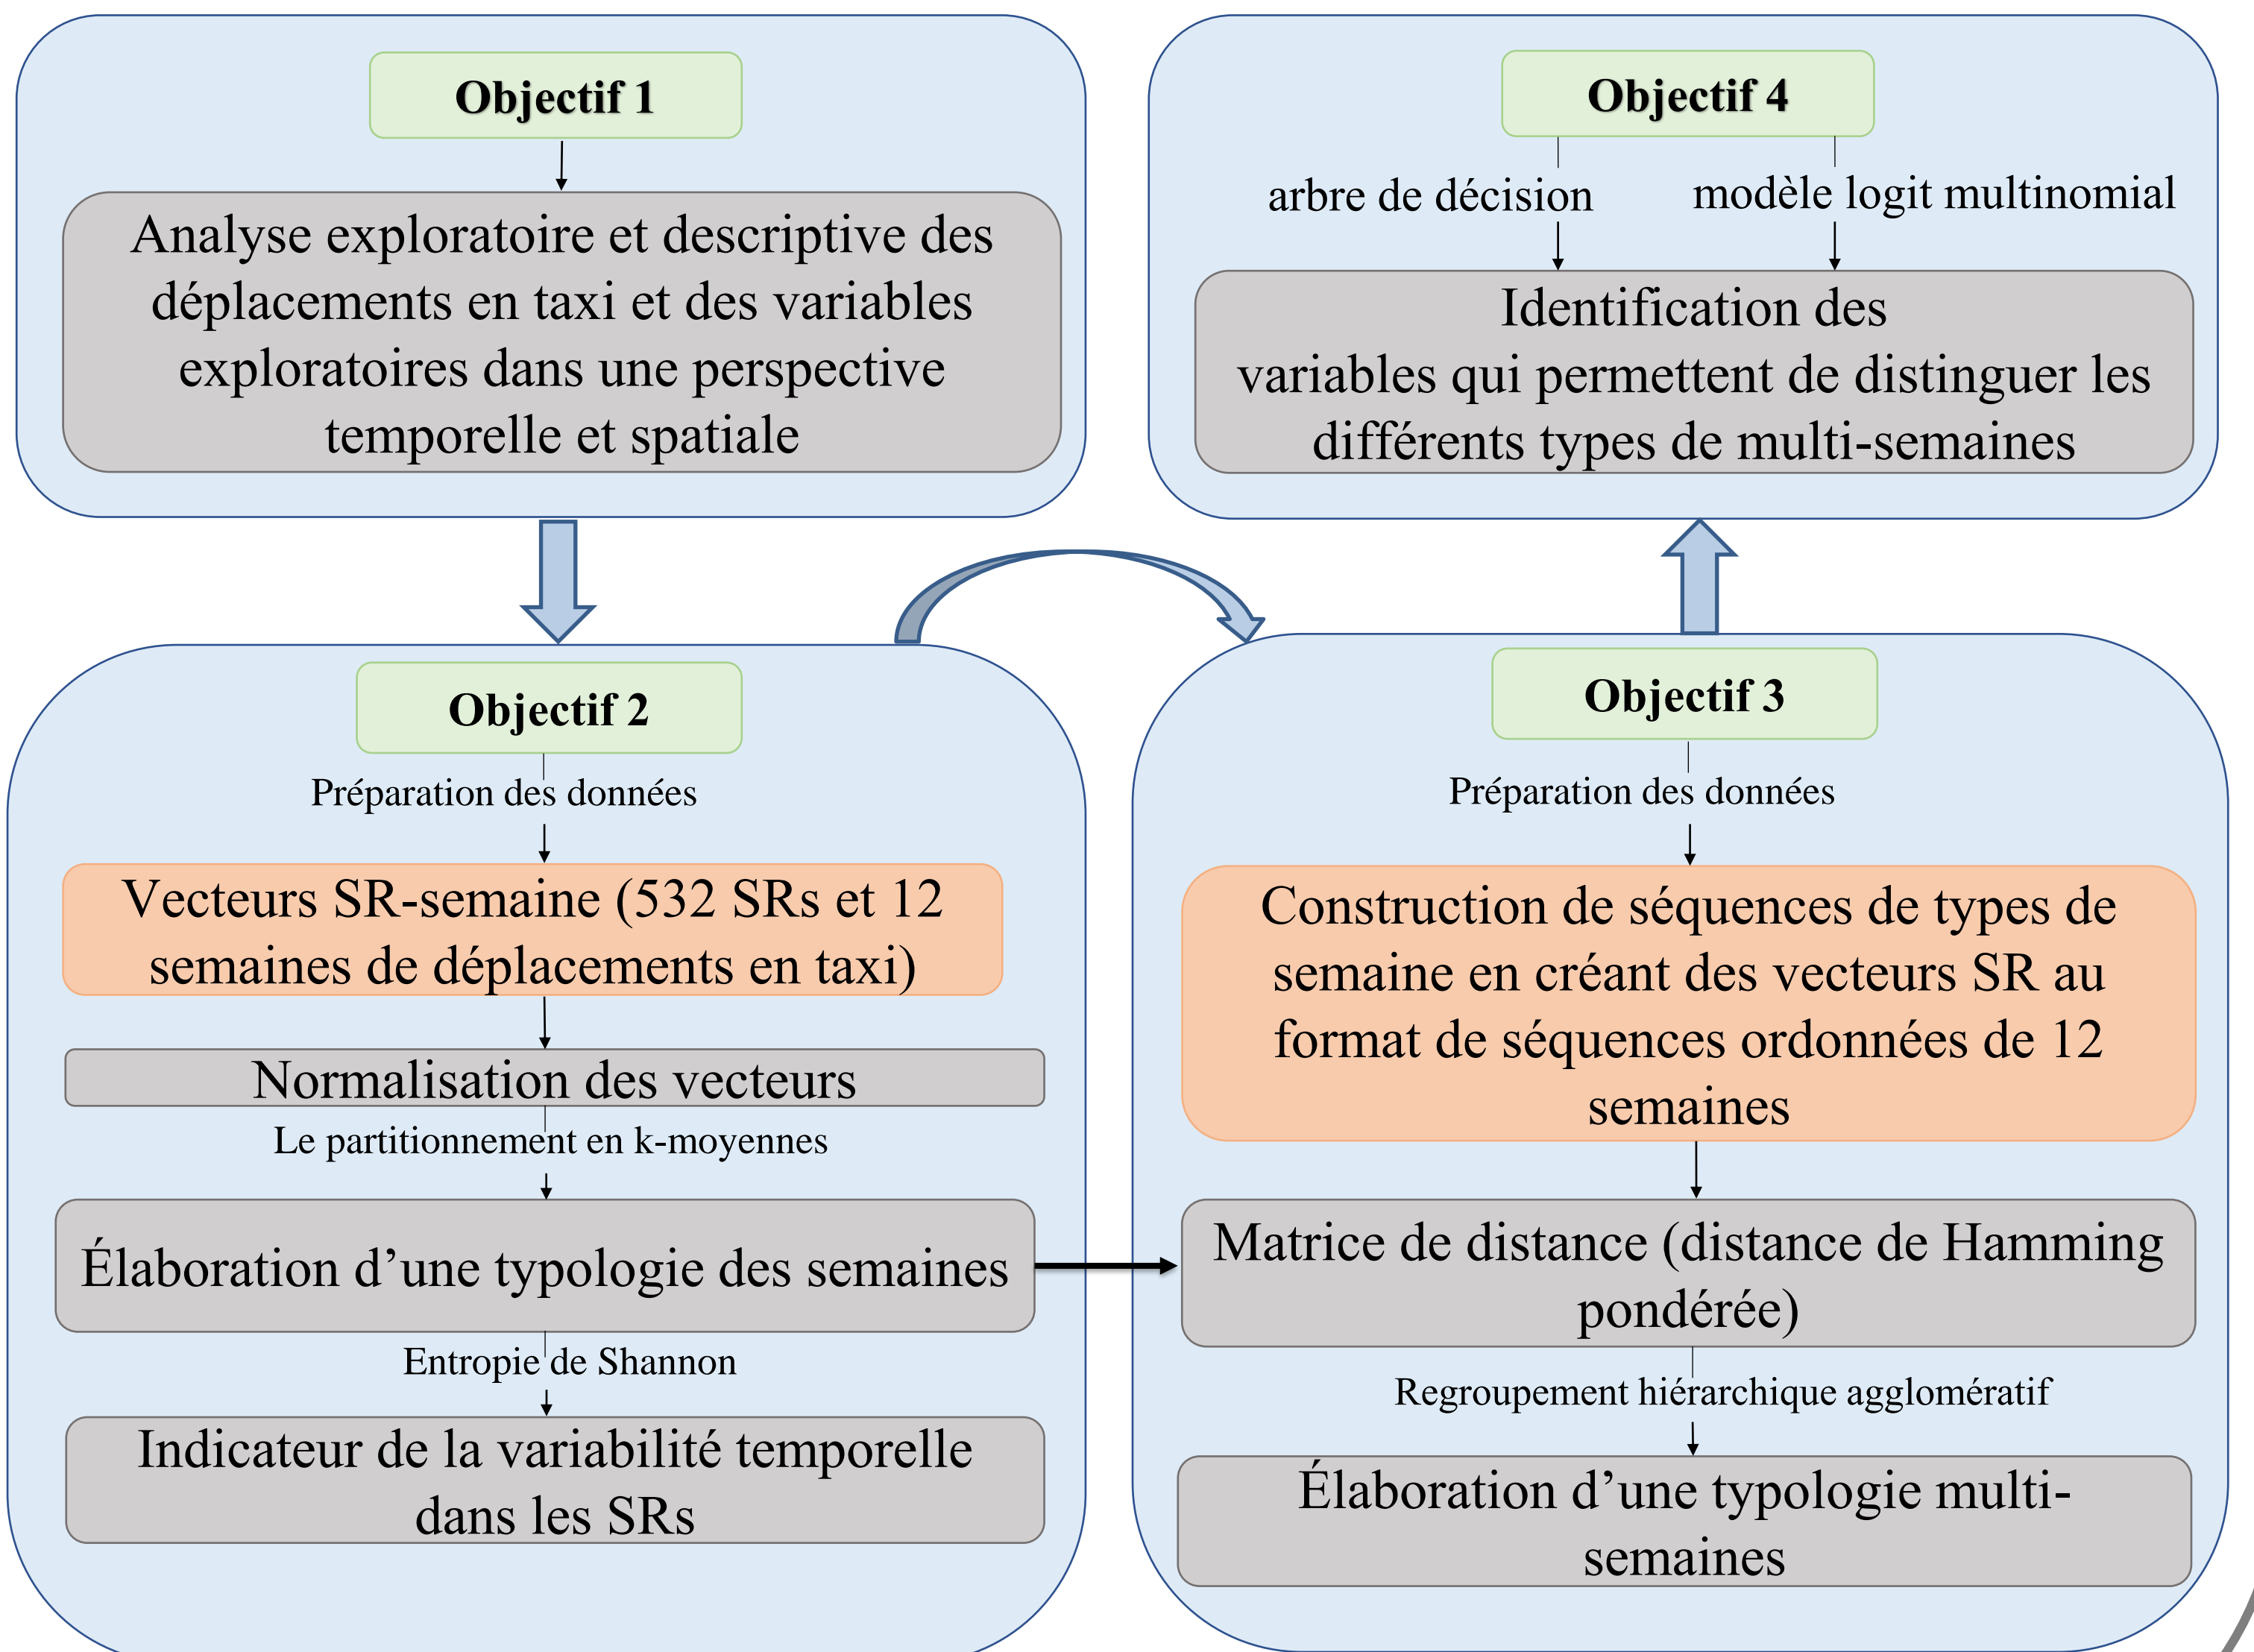 Objectif 1
Analyse exploratoire et descriptive des
déplacements en taxi et des variables
exploratoires dans une perspective
temporelle et spatiale
Objectif 4
arbre de décision
modèle logit multinomial
Identification des
variables qui permettent de distinguer les
différents types de multi-semaines
Objectif 2
Préparation des données
Vecteurs SR-semaine (532 SRs et 12
semaines de déplacements en taxi)
Normalisation des vecteurs
Le partitionnement en k-moyennes
Élaboration d’une typologie des semaines
Entropie de Shannon
Indicateur de la variabilité temporelle
dans les SRs
Objectif 3
Préparation des données
Construction de séquences de types de
semaine en créant des vecteurs SR au
format de séquences ordonnées de 12
semaines
Matrice de distance (distance de Hamming
pondérée)
Regroupement hiérarchique agglomératif
Élaboration d’une typologie multi-
semaines